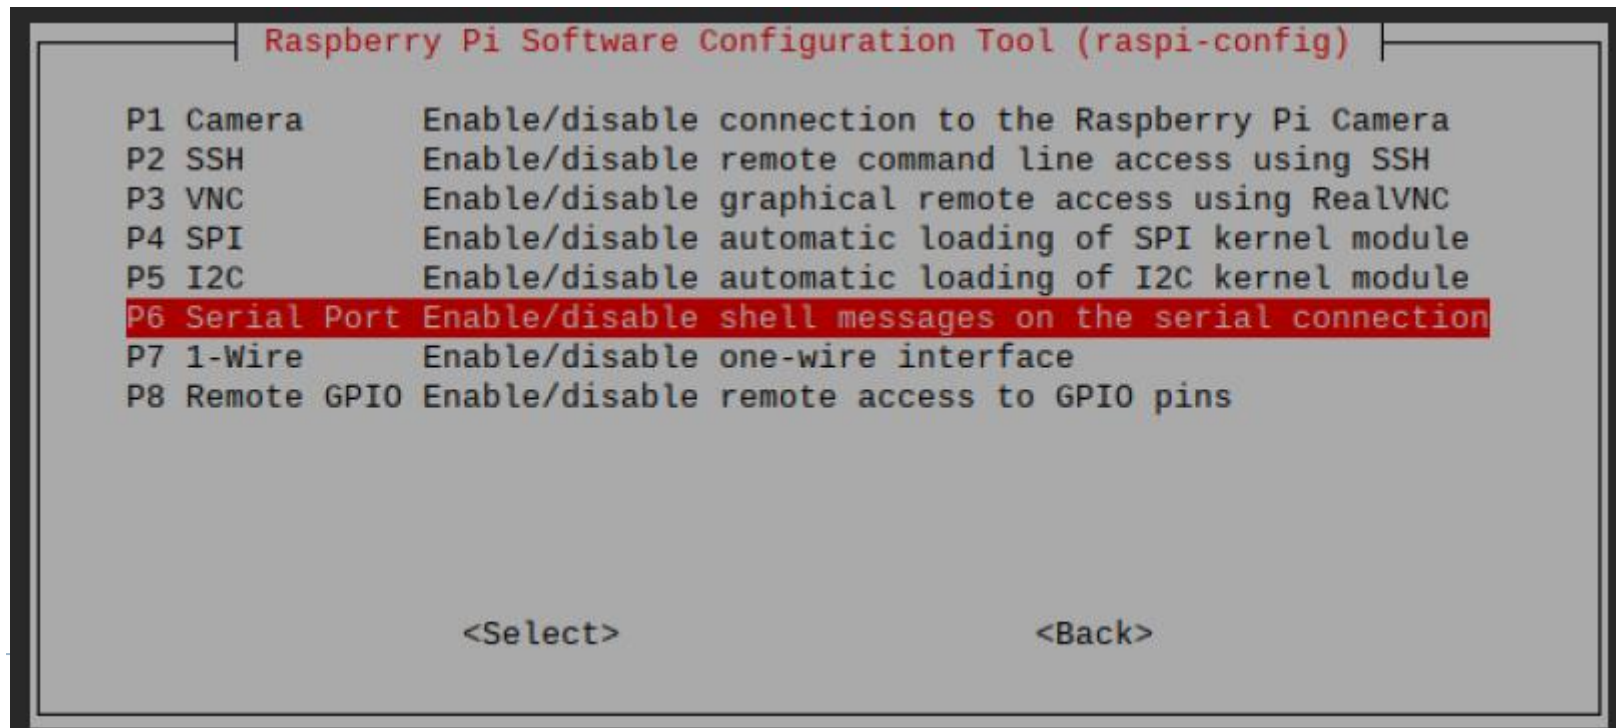 Raspberry Pi Software Configuration Tool (raspi-config)
P1 Camera Enable/disable connection to the Raspberry Pi Camera
P2 SSH Enable/disable remote command line access using SSH
P3 VNC Enable/disable graphical remote access using RealVNC
P4 SPI Enable/disable automatic loading of SPI kernel module
P5 I2C Enable/disable automatic loading of I2C kernel module
P6 Serial Port Enable/disable shell messages on the serial connection
P7 1-Wire Enable/disable one-wire interface
P8 Remote GPIO Enable/disable remote access to GPIO pins
<Select> <Back>